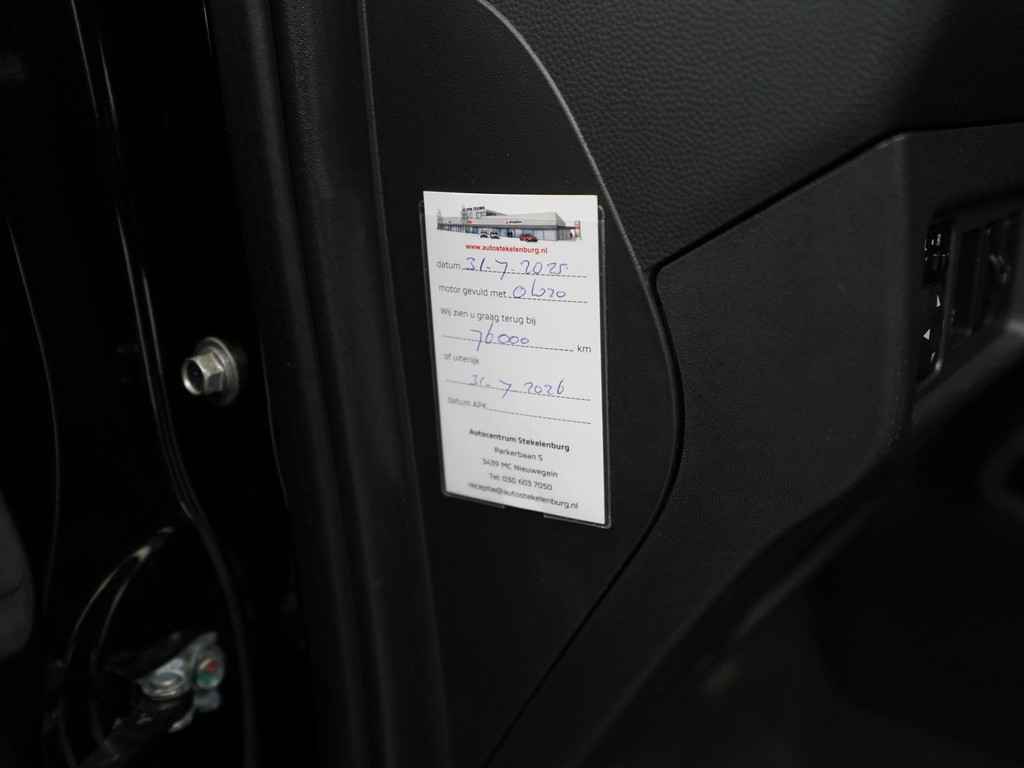 www.autostekelenburg.nl
datum 31-7-2025
motor gevuld met 0W20
Wij zien u graag terug bij
76000 km
of uiterlijk
31-7 2026
Datum APK
Autocentrum Stekelenburg
Parkerbaan 5
3439 MC Nieuwegein
Tel: 030 603 7050
receptie@autostekelenburg.nl